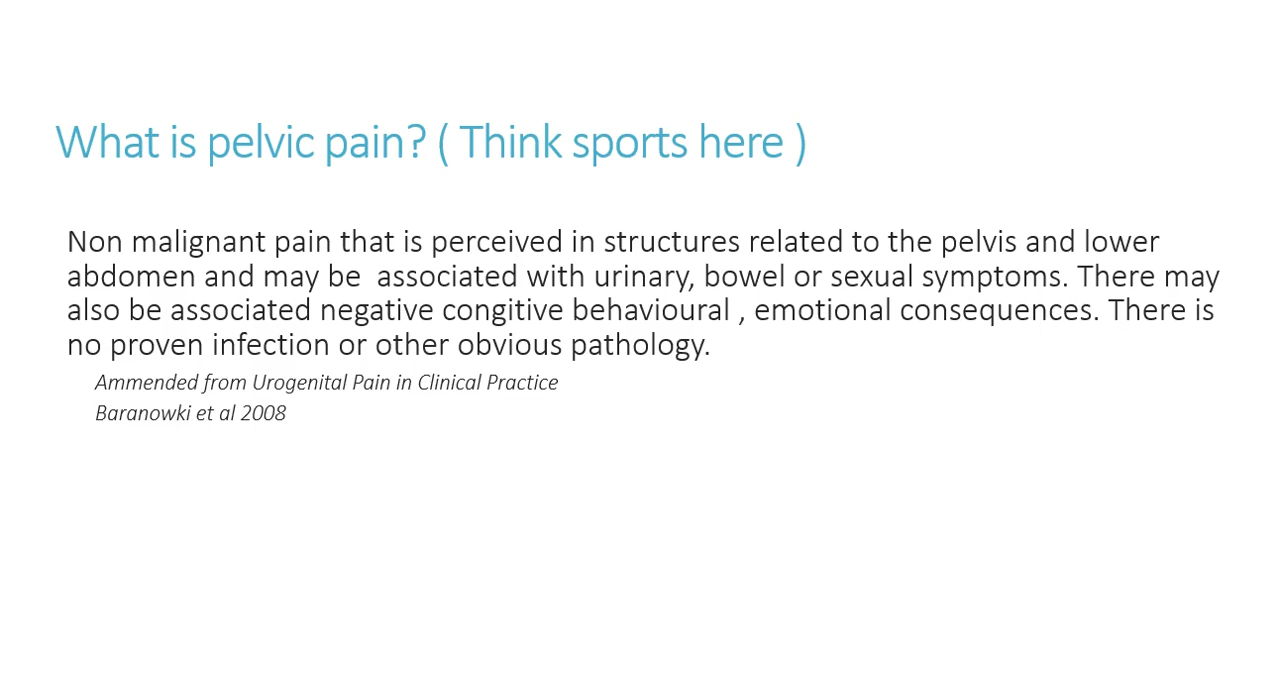 What is pelvic pain? ( Think sports here )
Non malignant pain that is perceived in structures related to the pelvis and lower
abdomen and may be  associated with urinary, bowel or sexual symptoms. There may
also be associated negative congitive behavioural , emotional consequences. There is
no proven infection or other obvious pathology.
Ammended from Urogenital Pain in Clinical Practice
Baranowki et al 2008